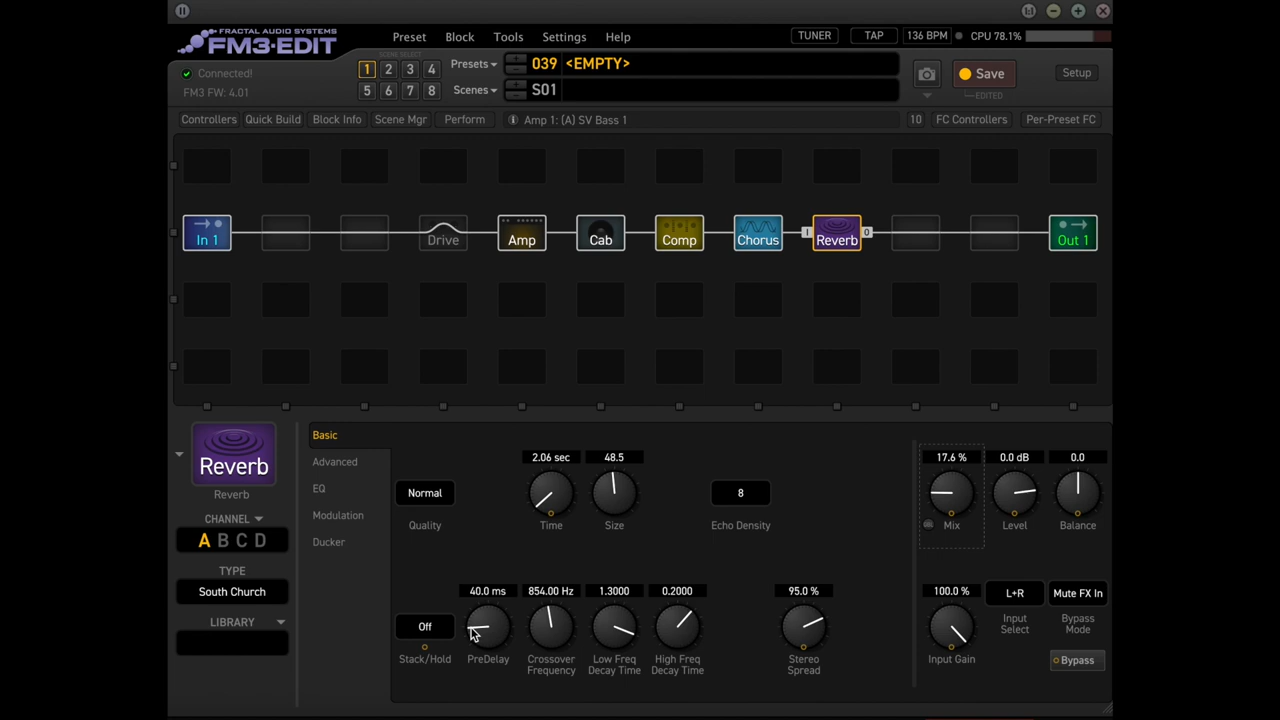 FRACTAL AUDIO SYSTEMS
FM3-EDIT
Preset Block Tools Settings Help
TUNER TAP 136 BPM CPU 78.1%
SCENE SELECT
1 2 3 4
5 6 7 8
Presets 039 <EMPTY>
Scenes S01
Connected!
FM3 FW: 4.01
Save
EDITED
Setup
Controllers Quick Build Block Info Scene Mgr Perform Amp 1: (A) SV Bass 1 10 FC Controllers Per-Preset FC
In 1 Drive Amp Cab Comp Chorus I Reverb O Out 1
Reverb
Reverb
CHANNEL
A B C D
TYPE
South Church
LIBRARY
Basic
Advanced
EQ
Modulation
Ducker
2.06 sec 48.5 17.6 % 0.0 dB 0.0
Normal 8
Quality Time Size Echo Density Mix Level Balance
40.0 ms 854.00 Hz 1.3000 0.2000 95.0 % 100.0 % L+R Mute FX In
Off
Stack/Hold PreDelay Crossover Frequency Low Freq Decay Time High Freq Decay Time Stereo Spread Input Gain Input Select Bypass Mode
Bypass